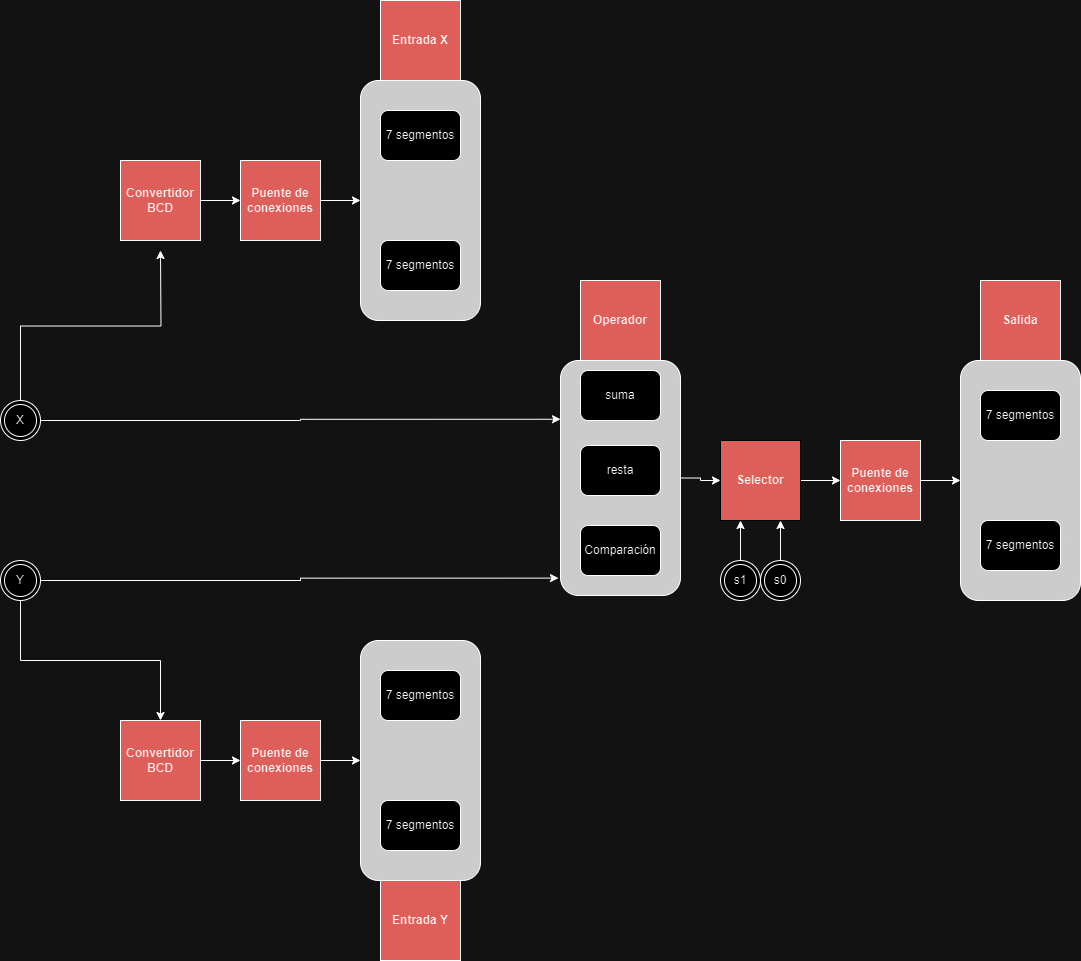 Entrada X
7 segmentos
Convertidor
BCD
Puente de
conexiones
7 segmentos
Operador
Salida
suma
X
7 segmentos
resta
Selector
Puente de
conexiones
Comparación
7 segmentos
Y
s1
s0
7 segmentos
Convertidor
BCD
Puente de
conexiones
7 segmentos
Entrada Y